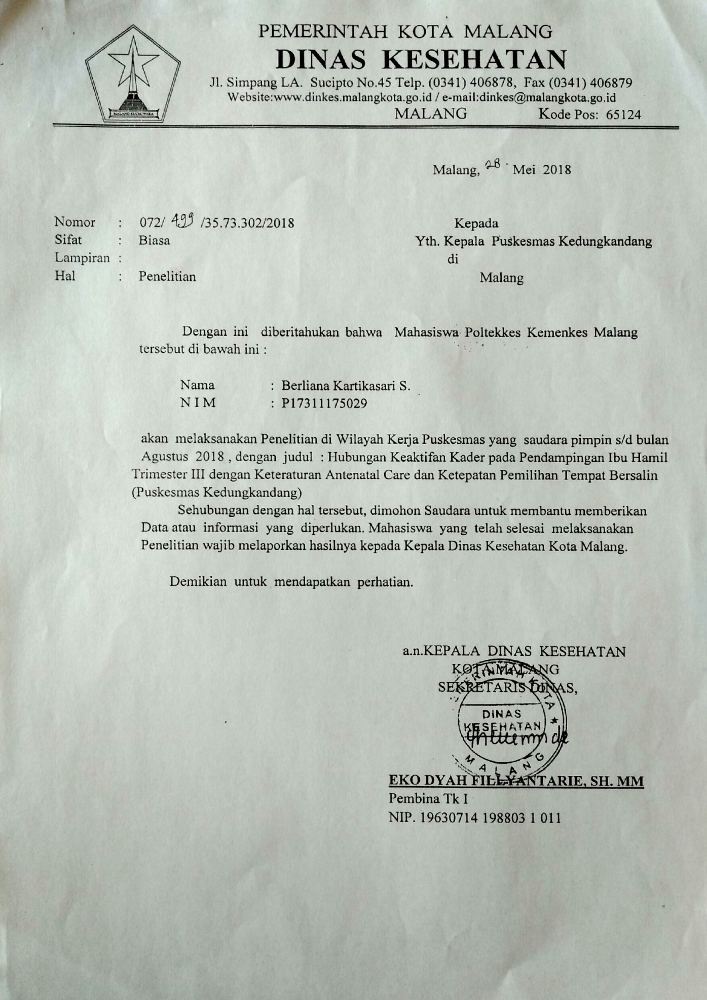 PEMERINTAH KOTA MALANG
DINAS KESEHATAN
Jl. Simpang LA. Sucipto No.45 Telp. (0341) 406878, Fax (0341) 406879
Website:www.dinkes.malangkota.go.id / e-mail:dinkes@malangkota.go.id
MALANG Kode Pos: 65124
Malang, 28 - Mei 2018
Nomor : 072/ 499 /35.73.302/2018
Sifat : Biasa
Lampiran :
Hal : Penelitian
Kepada
Yth. Kepala Puskesmas Kedungkandang
di
Malang
Dengan ini diberitahukan bahwa Mahasiswa Poltekkes Kemenkes Malang
tersebut di bawah ini :
Nama : Berliana Kartikasari S.
N I M : P17311175029
akan melaksanakan Penelitian di Wilayah Kerja Puskesmas yang saudara pimpin s/d bulan
Agustus 2018 , dengan judul : Hubungan Keaktifan Kader pada Pendampingan Ibu Hamil
Trimester III dengan Keteraturan Antenatal Care dan Ketepatan Pemilihan Tempat Bersalin
(Puskesmas Kedungkandang)
Sehubungan dengan hal tersebut, dimohon Saudara untuk membantu memberikan
Data atau informasi yang diperlukan. Mahasiswa yang telah selesai melaksanakan
Penelitian wajib melaporkan hasilnya kepada Kepala Dinas Kesehatan Kota Malang.
Demikian untuk mendapatkan perhatian.
a.n.KEPALA DINAS KESEHATAN
KOTA MALANG
SEKRETARIS DINAS,
KOTA ★
DINAS
KESEHATAN
MALANG
EKO DYAH FILLYANTARIE, SH. MM
Pembina Tk I
NIP. 19630714 198803 1 011